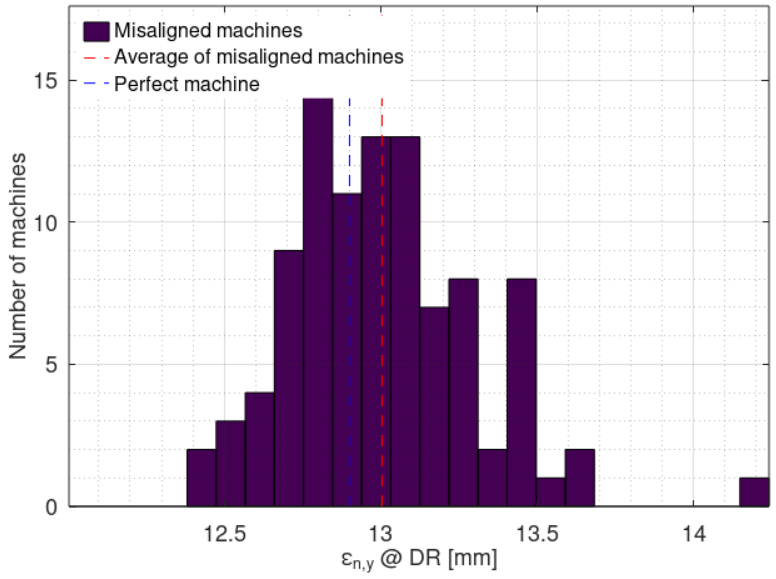 Misaligned machines
Average of misaligned machines
Perfect machine
15
10
5
0
Number of machines
12.5
13
13.5
14
εn,y @ DR [mm]